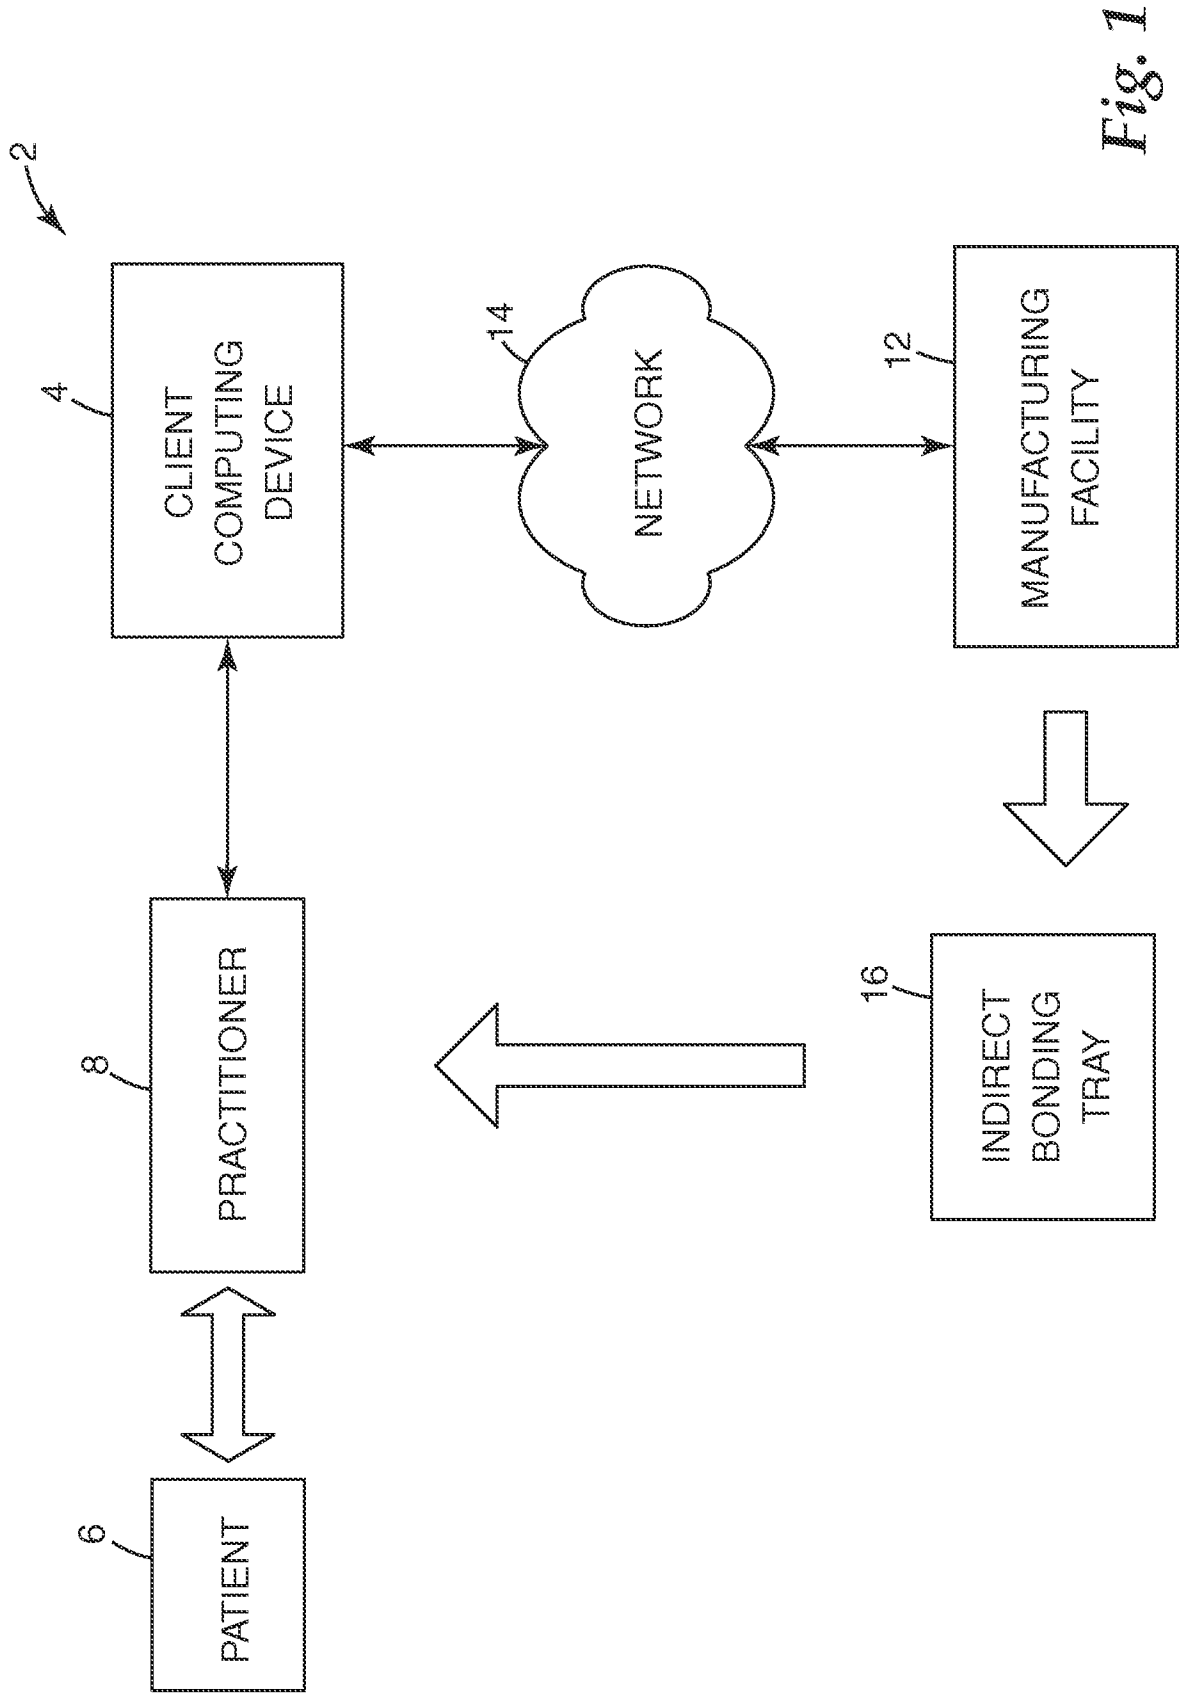 2
6
PATIENT
8
PRACTITIONER
4
CLIENT
COMPUTING
DEVICE
14
NETWORK
16
INDIRECT
BONDING
TRAY
12
MANUFACTURING
FACILITY
Fig. 1